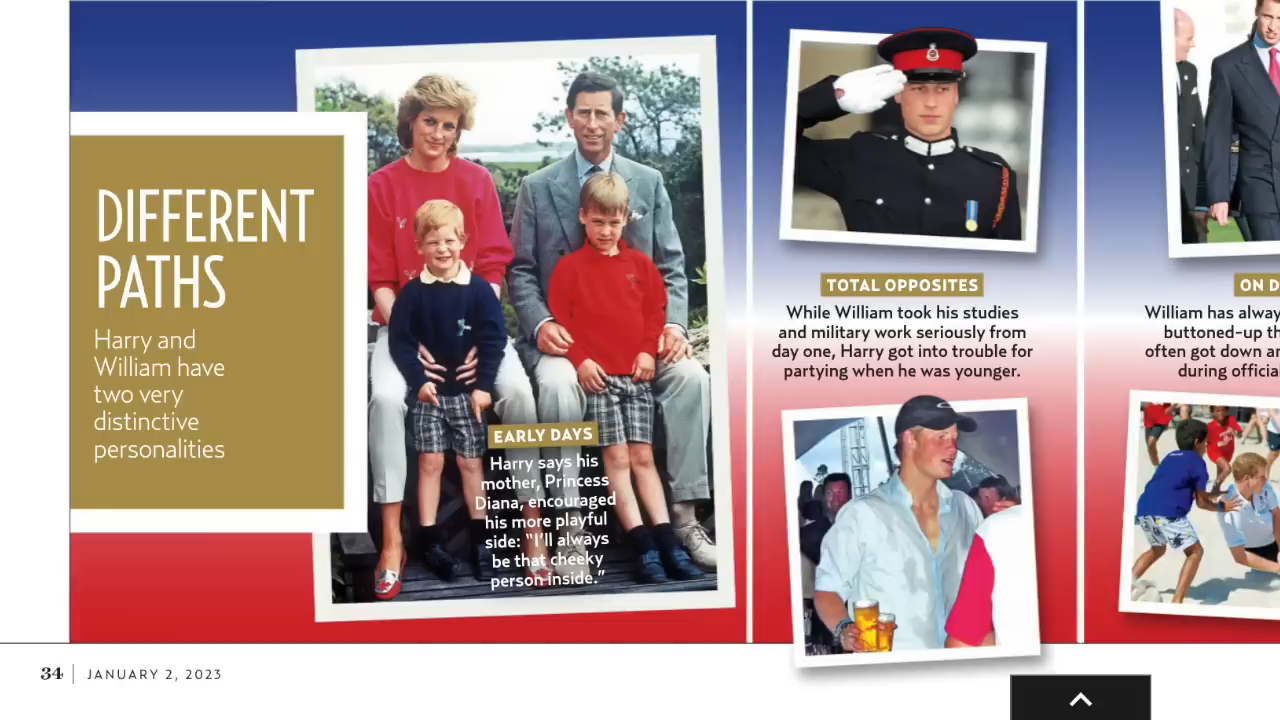 DIFFERENT
PATHS
Harry and
William have
two very
distinctive
personalities
EARLY DAYS
Harry says his
mother, Princess
Diana, encouraged
his more playful
side: “I’ll always
be that cheeky
person inside.”
TOTAL OPPOSITES
While William took his studies
and military work seriously from
day one, Harry got into trouble for
partying when he was younger.
ON D
William has alway
buttoned-up th
often got down an
during officia
34 | JANUARY 2, 2023